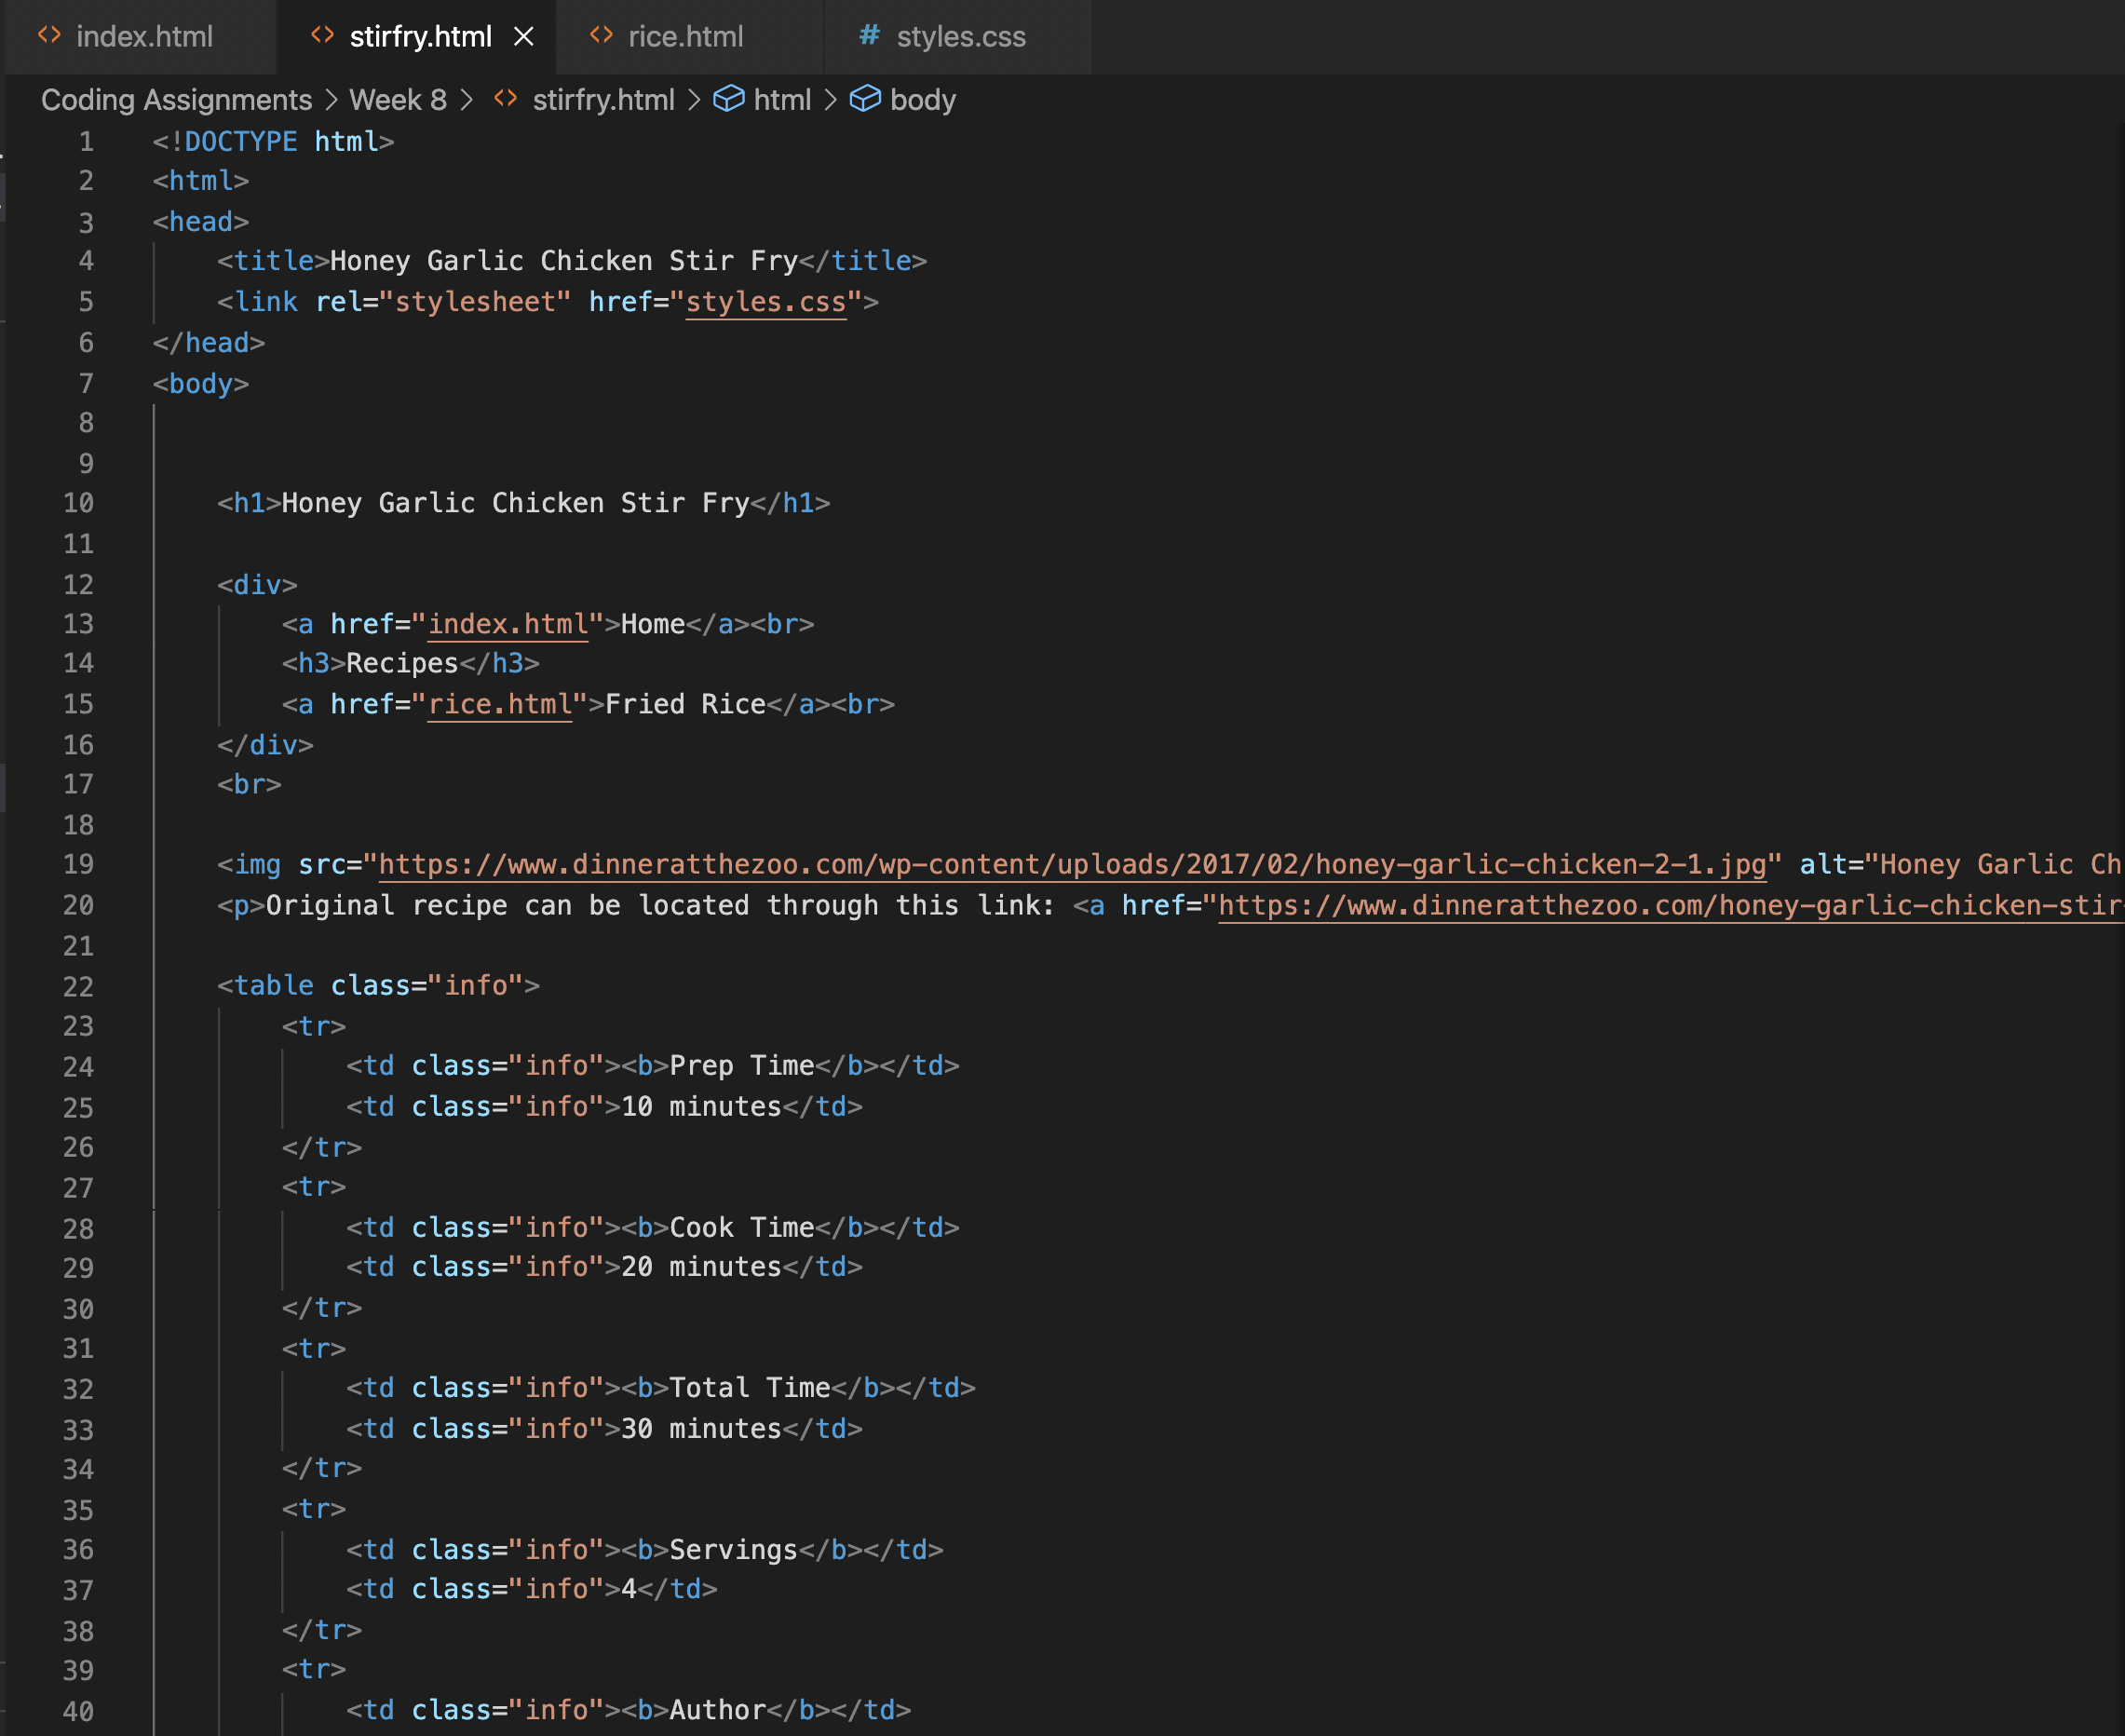 index.html stirfry.html rice.html # styles.css
Coding Assignments > Week 8 > stirfry.html > html > body
1 <!DOCTYPE html>
2 <html>
3 <head>
4 <title>Honey Garlic Chicken Stir Fry</title>
5 <link rel="stylesheet" href="styles.css">
6 </head>
7 <body>
8
9
10 <h1>Honey Garlic Chicken Stir Fry</h1>
11
12 <div>
13 <a href="index.html">Home</a><br>
14 <h3>Recipes</h3>
15 <a href="rice.html">Fried Rice</a><br>
16 </div>
17 <br>
18
19 <img src="https://www.dinneratthezoo.com/wp-content/uploads/2017/02/honey-garlic-chicken-2-1.jpg" alt="Honey Garlic Ch
20 <p>Original recipe can be located through this link: <a href="https://www.dinneratthezoo.com/honey-garlic-chicken-stir
21
22 <table class="info">
23 <tr>
24 <td class="info"><b>Prep Time</b></td>
25 <td class="info">10 minutes</td>
26 </tr>
27 <tr>
28 <td class="info"><b>Cook Time</b></td>
29 <td class="info">20 minutes</td>
30 </tr>
31 <tr>
32 <td class="info"><b>Total Time</b></td>
33 <td class="info">30 minutes</td>
34 </tr>
35 <tr>
36 <td class="info"><b>Servings</b></td>
37 <td class="info">4</td>
38 </tr>
39 <tr>
40 <td class="info"><b>Author</b></td>